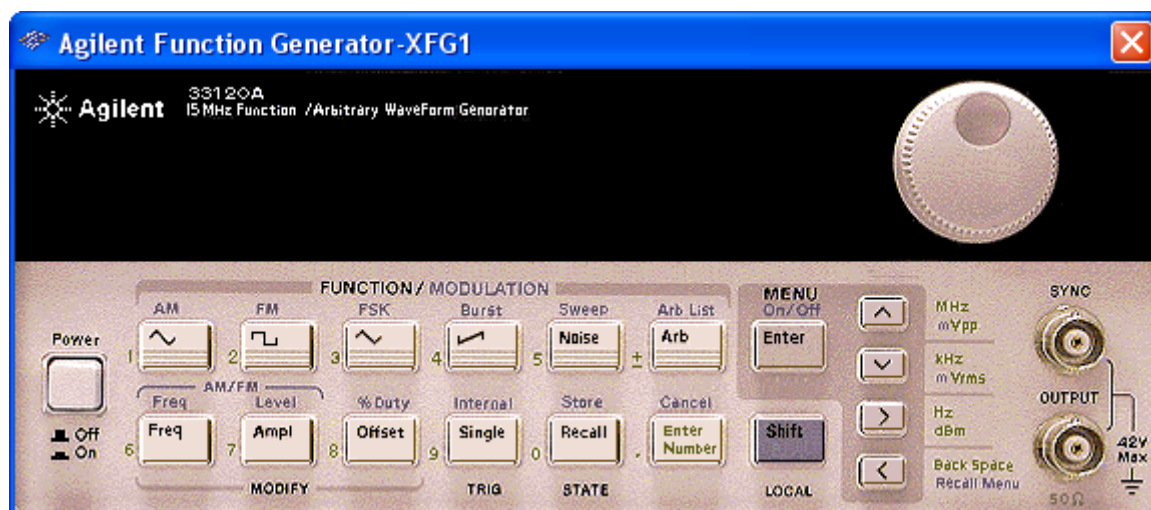 Agilent Function Generator-XFG1
Agilent
33120A
15 MHz Function / Arbitrary WaveForm Genorator
FUNCTION/ MODULATION
AM FM FSK Burst Sweep Arb List
MENU
On/Off
MHz
mVpp
SYNC
Power
1 2 3 4 5 Noise ± Arb Enter
kHz
mVrms
AM/FM
Freq Level %Duty Internal Store Cancel
Hz
dBm
OUTPUT
Off
On
6 Freq 7 Ampl 8 Offset 9 Single 0 Recall . Enter Number Shift
42V
Max
Back Space
Recall Menu
MODIFY TRIG STATE LOCAL
50Ω